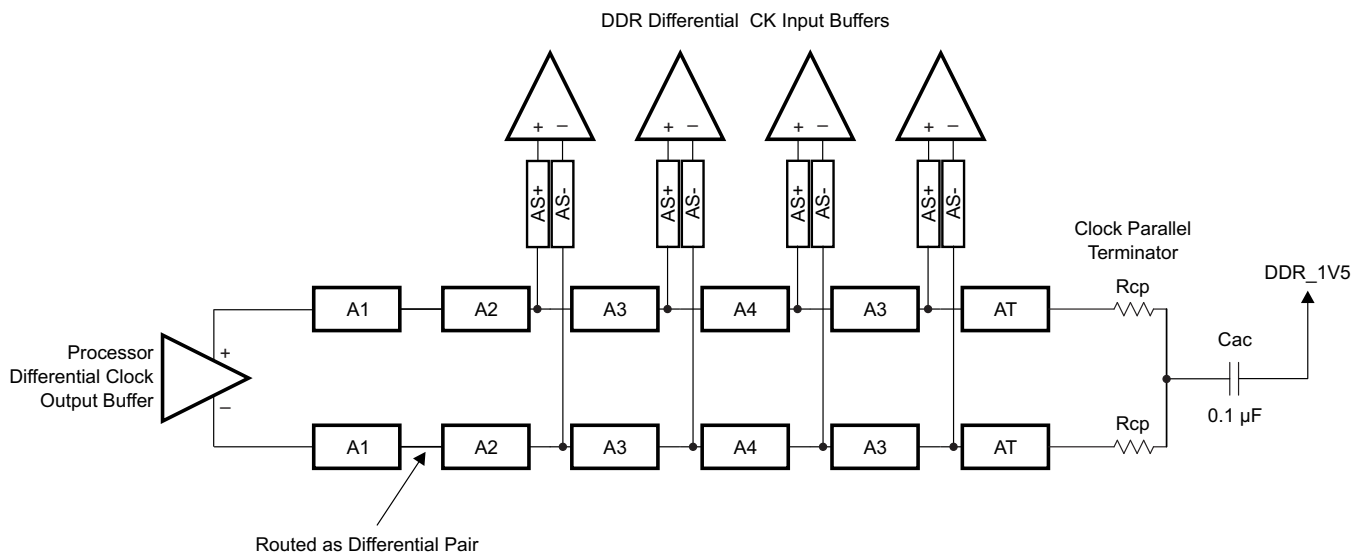 DDR Differential CK Input Buffers
+ – + – + – + –
AS+ AS- AS+ AS- AS+ AS- AS+ AS-
Clock Parallel
Terminator
DDR_1V5
Rcp
A1 A2 A3 A4 A3 AT
Processor
Differential Clock
Output Buffer
+
–
Cac
0.1 µF
Rcp
A1 A2 A3 A4 A3 AT
Routed as Differential Pair